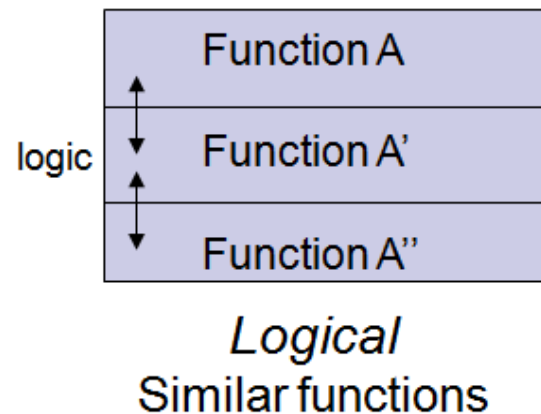 Function A
logic
Function A’
Function A’’
Logical
Similar functions